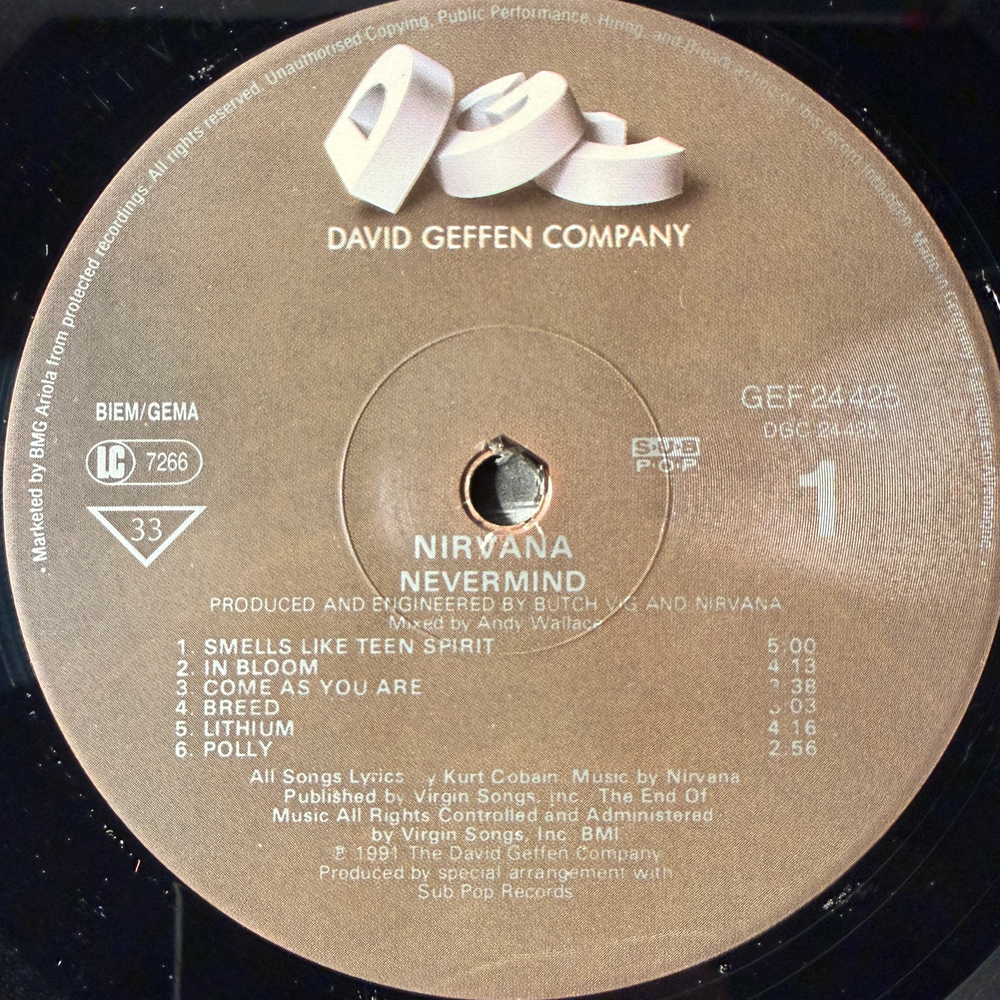 · Marketed by BMG Ariola from protected recordings. All rights reserved. Unauthorised Copying, Public Performance, Hiring, and Broadcasting of this record prohibited. Made in Germany
DGC
DAVID GEFFEN COMPANY
BIEM/GEMA
LC 7266
33
GEF 24425
DGC 24425
SUB
POP
1
NIRVANA
NEVERMIND
PRODUCED AND ENGINEERED BY BUTCH VIG AND NIRVANA
Mixed by Andy Wallace
1. SMELLS LIKE TEEN SPIRIT 5:00
2. IN BLOOM 4:13
3. COME AS YOU ARE :38
4. BREED :03
5. LITHIUM 4:16
6. POLLY 2:56
All Songs Lyrics Kurt Cobain. Music by Nirvana
Published by Virgin Songs, Inc. The End Of
Music All Rights Controlled and Administered
by Virgin Songs, Inc. BMI
℗ 1991 The David Geffen Company
Produced by special arrangement with
Sub Pop Records